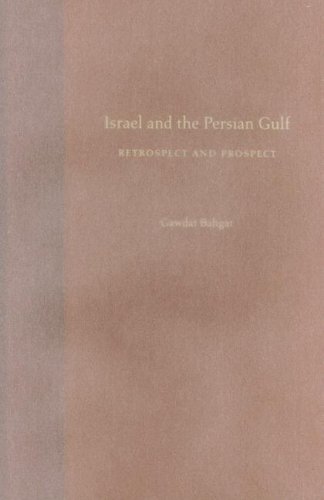 Israel and the Persian Gulf
RETROSPECT AND PROSPECT
Gawdat Bahgat